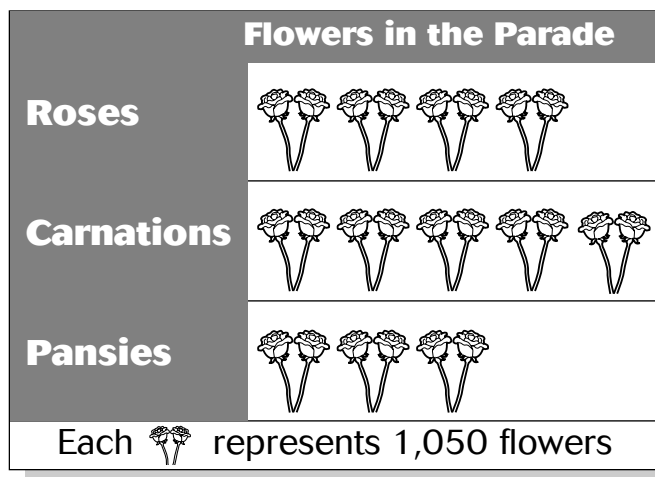 Flowers in the Parade
Roses
Carnations
Pansies
Each represents 1,050 flowers